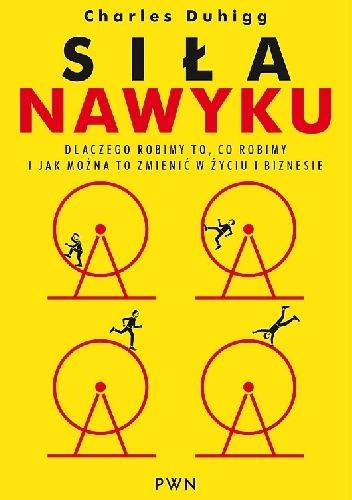 Charles Duhigg
SIŁA
NAWYKU
DLACZEGO ROBIMY TO, CO ROBIMY
I JAK MOŻNA TO ZMIENIĆ W ŻYCIU I BIZNESIE
PWN